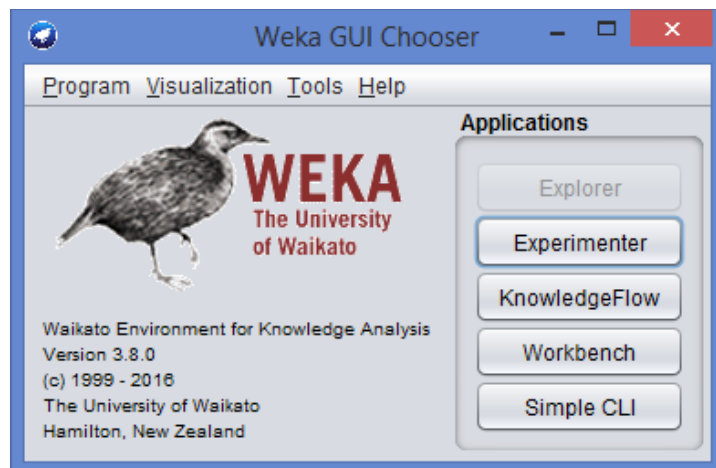 Weka GUI Chooser
Program Visualization Tools Help
WEKA
The University
of Waikato
Waikato Environment for Knowledge Analysis
Version 3.8.0
(c) 1999 - 2016
The University of Waikato
Hamilton, New Zealand
Applications
Explorer
Experimenter
KnowledgeFlow
Workbench
Simple CLI